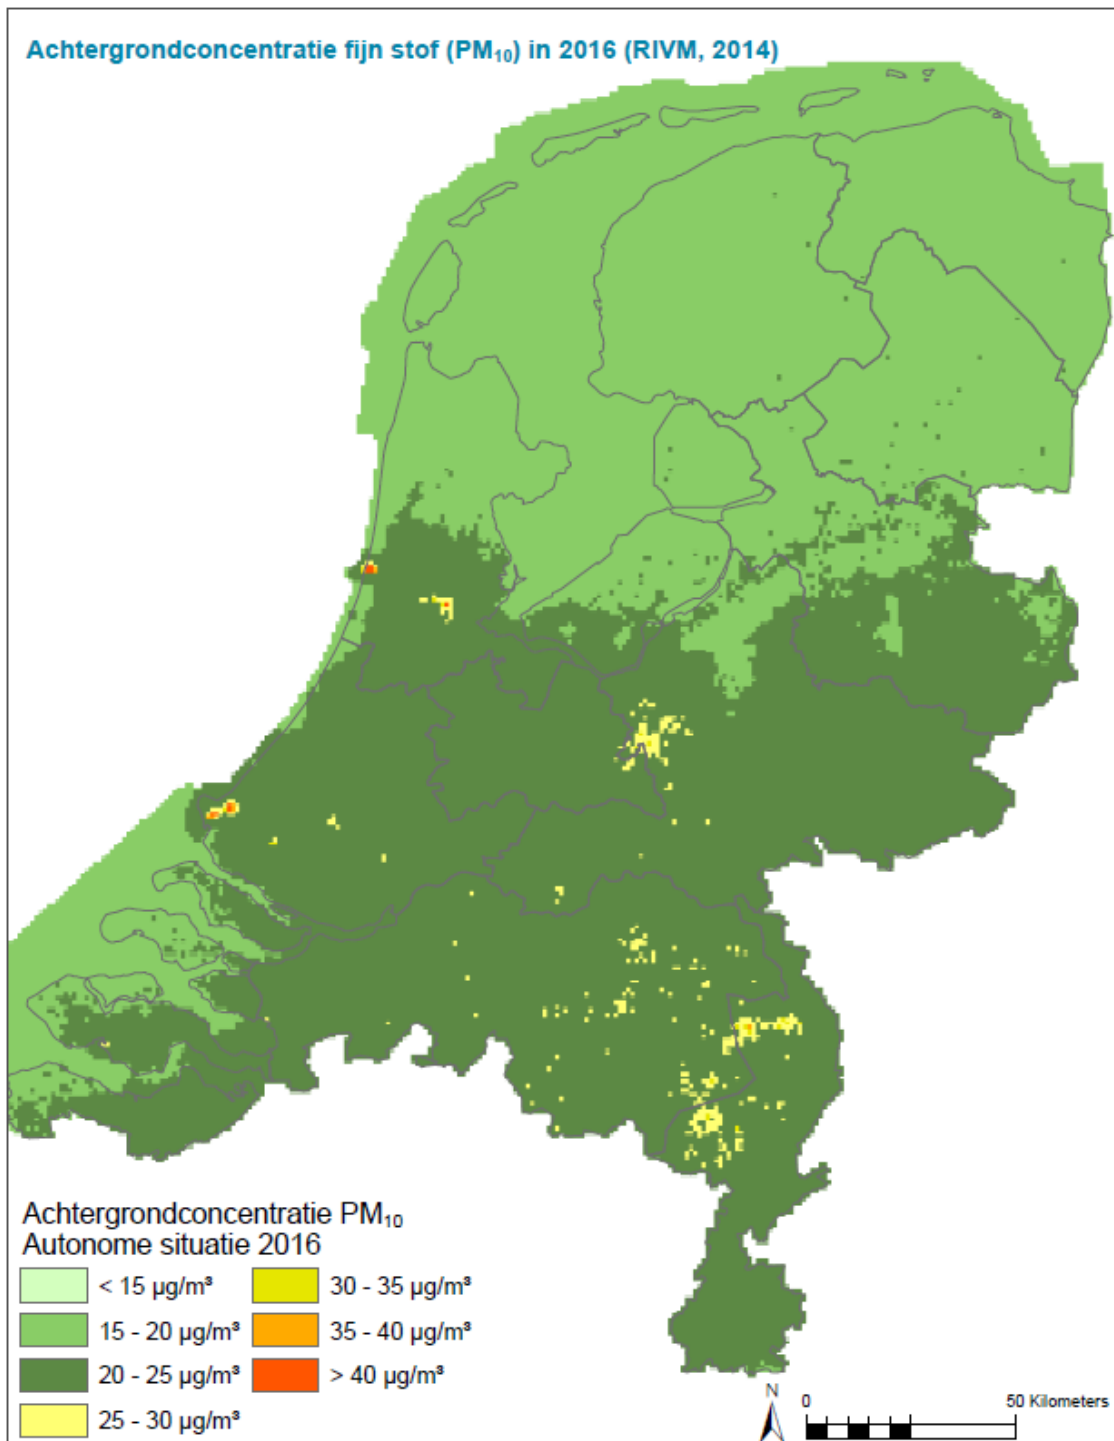 Achtergrondconcentratie fijn stof (PM₁₀) in 2016 (RIVM, 2014)
Achtergrondconcentratie PM₁₀
Autonome situatie 2016
< 15 µg/m³
15 - 20 µg/m³
20 - 25 µg/m³
25 - 30 µg/m³
30 - 35 µg/m³
35 - 40 µg/m³
> 40 µg/m³
N
0 50 Kilometers